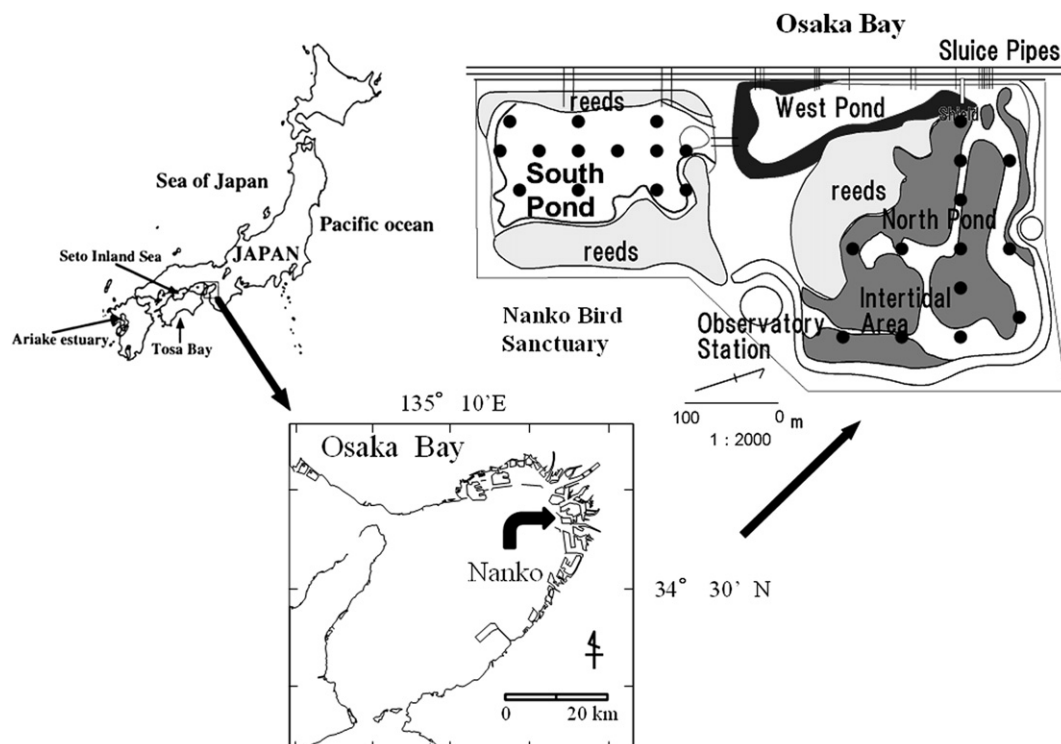 Osaka Bay
Sluice Pipes
reeds
West Pond
Shield
Sea of Japan
South
Pond
reeds
Pacific ocean
North Pond
JAPAN
Seto Inland Sea
reeds
Intertidal
Area
Nanko Bird
Sanctuary
Observatory
Station
Ariake estuary
Tosa Bay
100 0 m
1 : 2000
135° 10'E
Osaka Bay
Nanko
34° 30' N
0 20 km